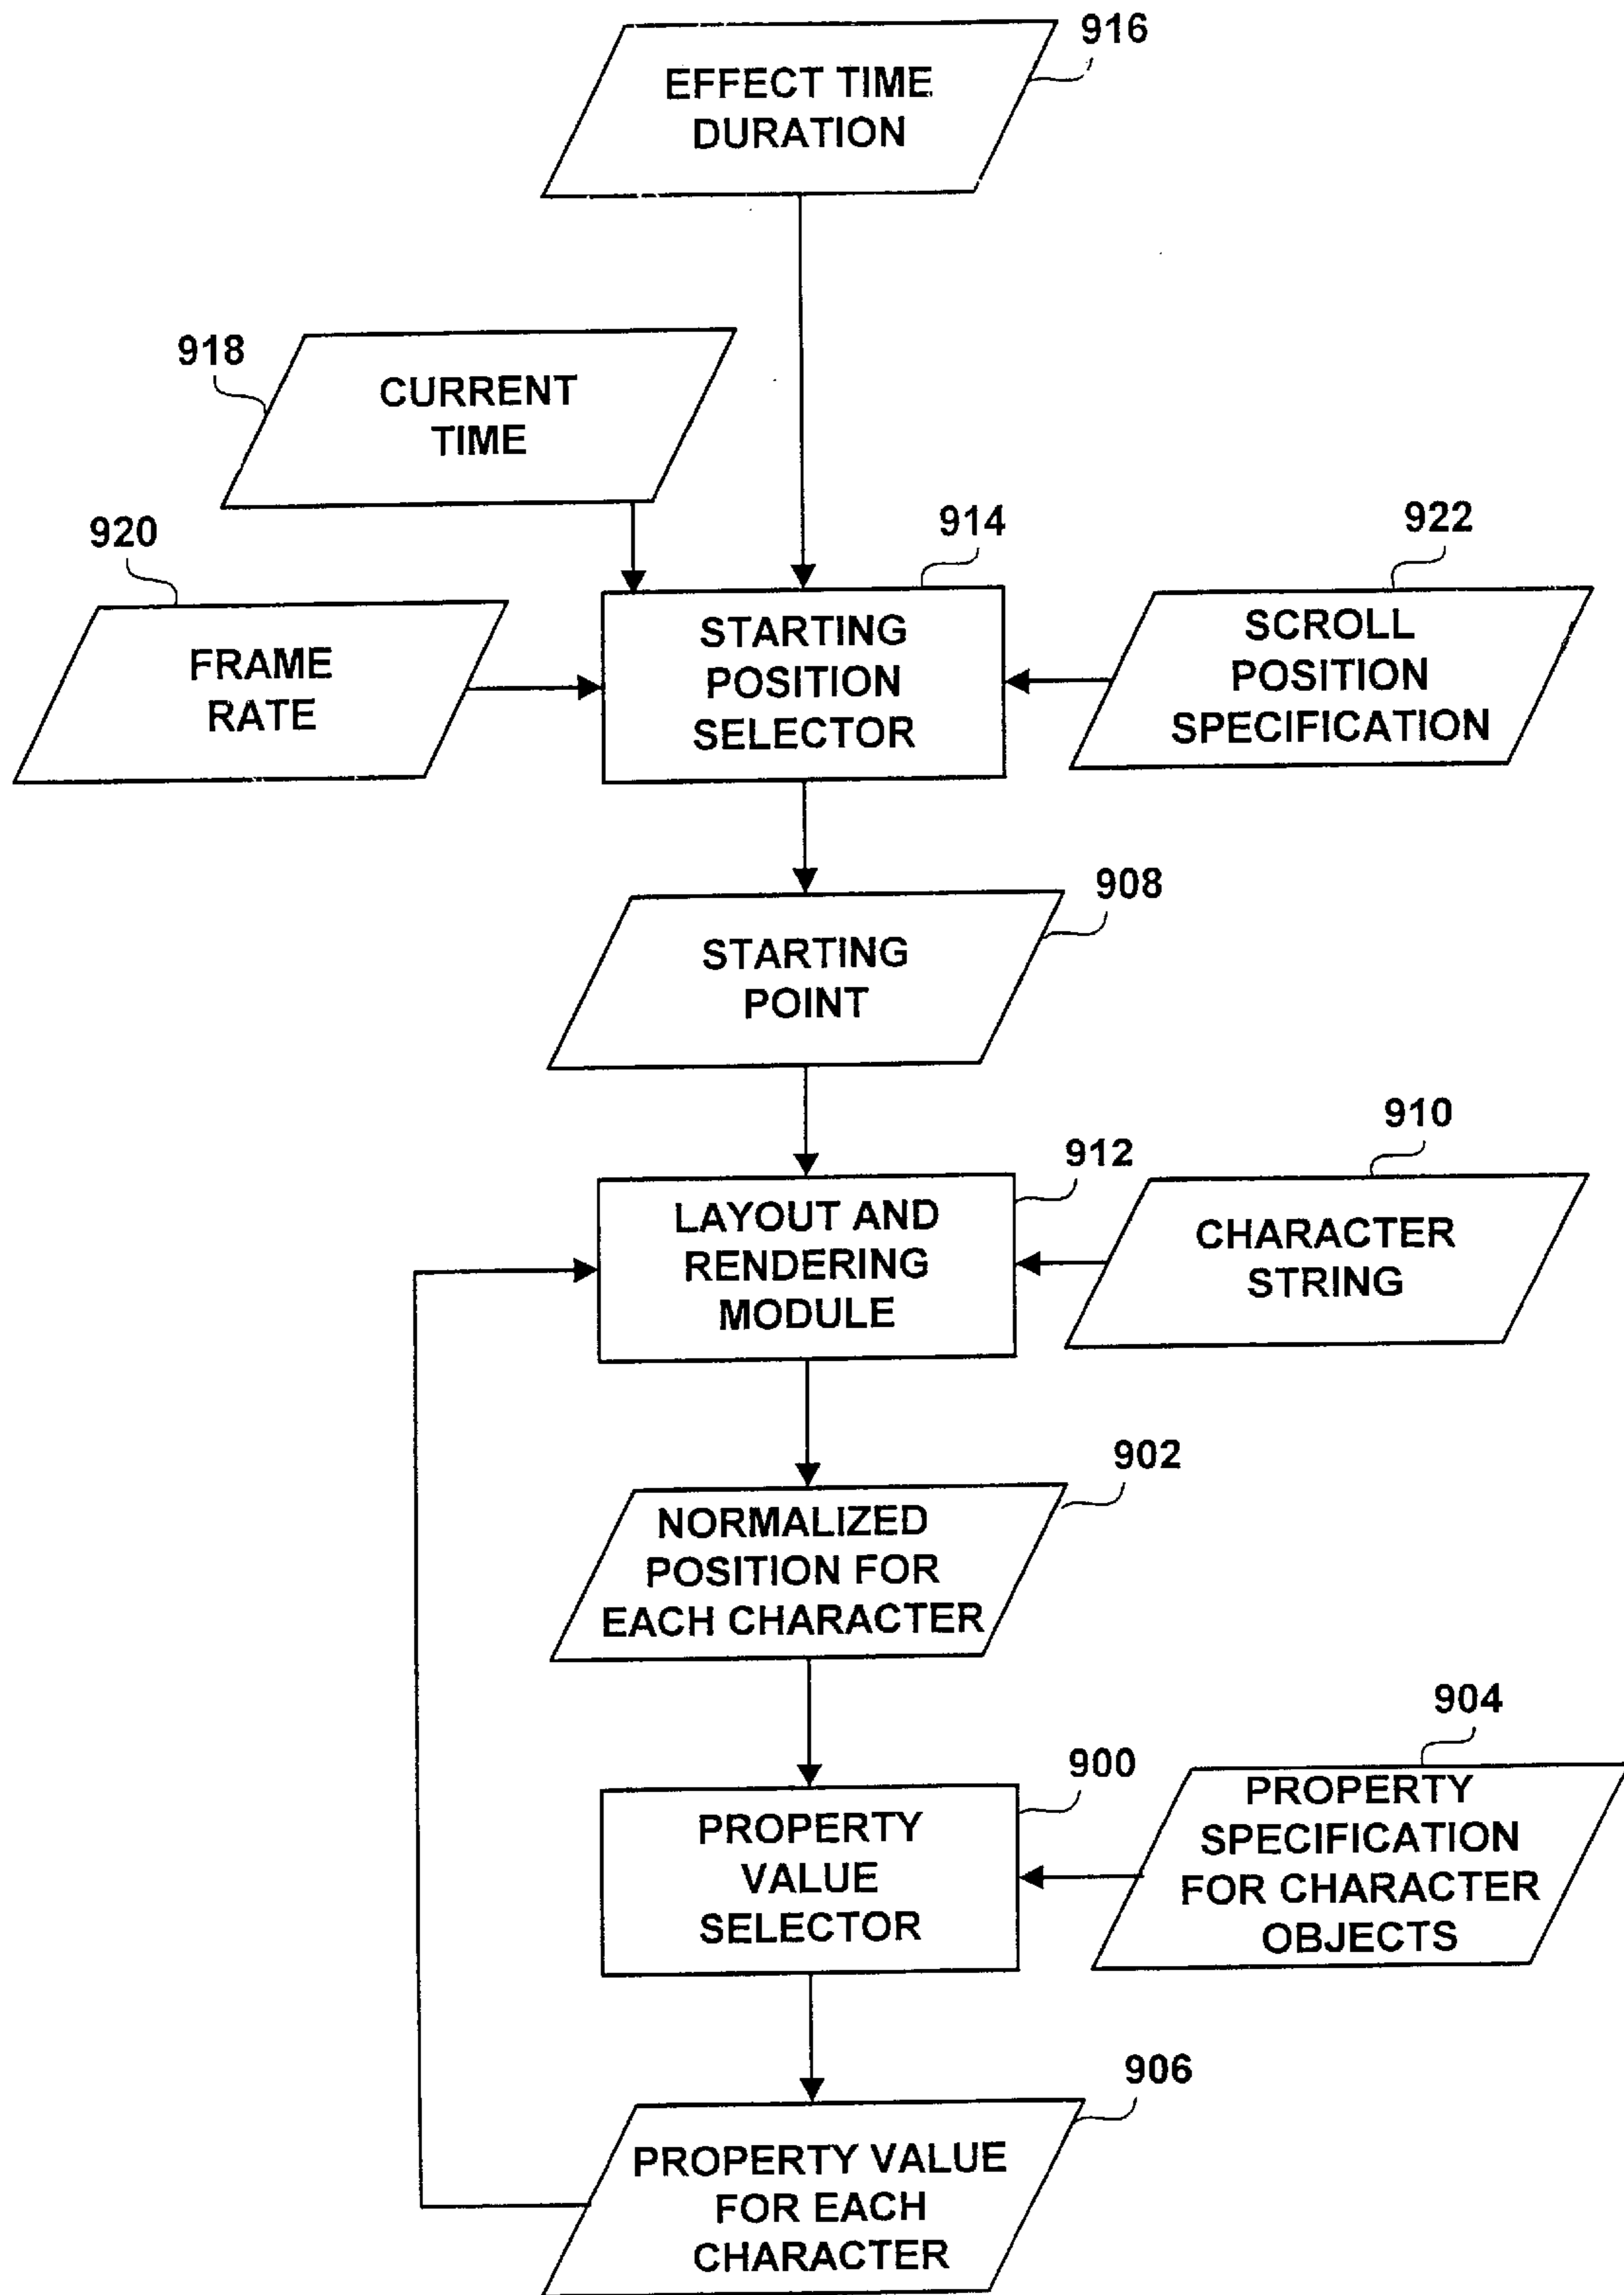 916
EFFECT TIME
DURATION
918
CURRENT
TIME
920
FRAME
RATE
914
STARTING
POSITION
SELECTOR
922
SCROLL
POSITION
SPECIFICATION
908
STARTING
POINT
912
LAYOUT AND
RENDERING
MODULE
910
CHARACTER
STRING
902
NORMALIZED
POSITION FOR
EACH CHARACTER
900
PROPERTY
VALUE
SELECTOR
904
PROPERTY
SPECIFICATION
FOR CHARACTER
OBJECTS
906
PROPERTY VALUE
FOR EACH
CHARACTER